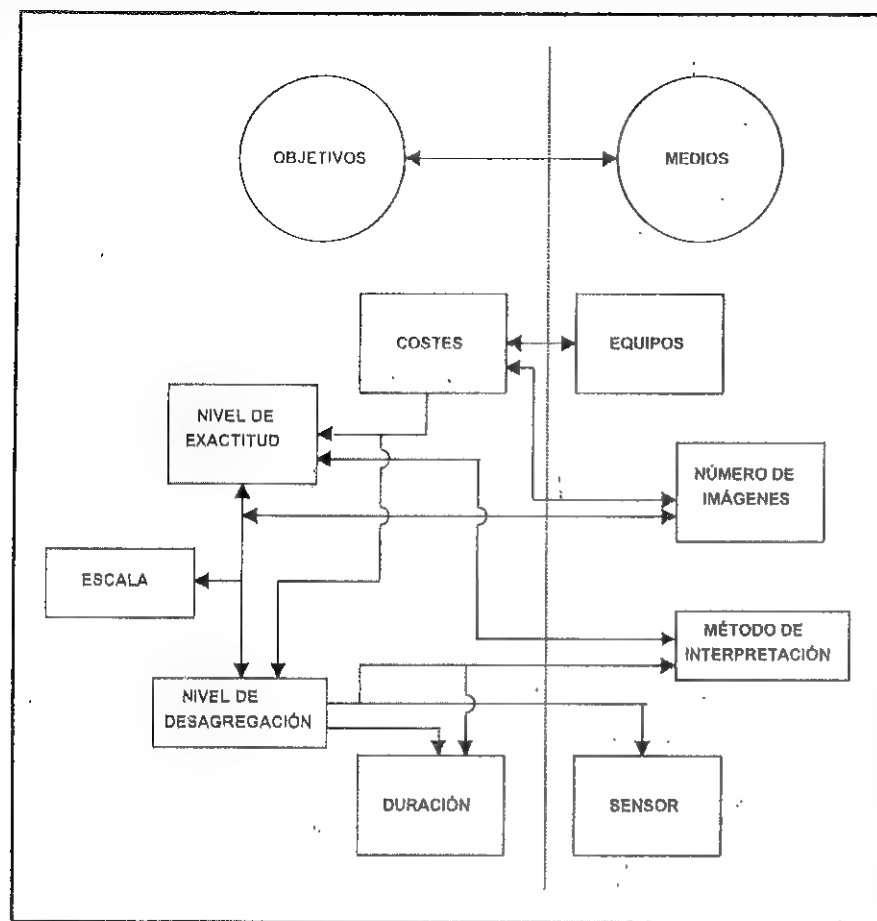 OBJETIVOS
MEDIOS
COSTES
EQUIPOS
NIVEL DE
EXACTITUD
NÚMERO DE
IMÁGENES
ESCALA
MÉTODO DE
INTERPRETACIÓN
NIVEL DE
DESAGREGACIÓN
DURACIÓN
SENSOR